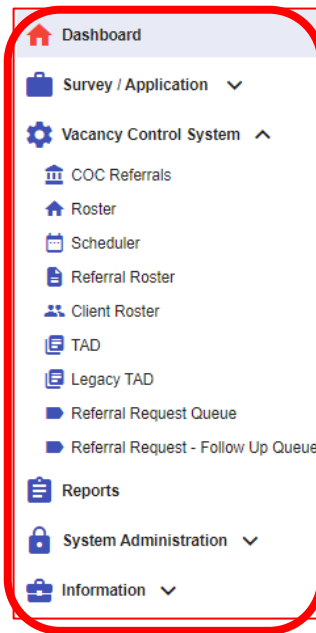 Dashboard
Survey / Application
Vacancy Control System
COC Referrals
Roster
Scheduler
Referral Roster
Client Roster
TAD
Legacy TAD
Referral Request Queue
Referral Request - Follow Up Queue
Reports
System Administration
Information